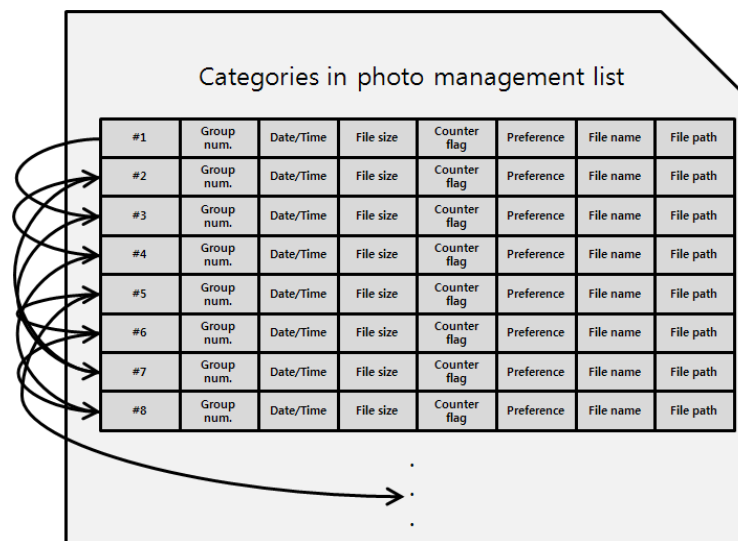 Categories in photo management list
#1 Group num. Date/Time File size Counter flag Preference File name File path
#2 Group num. Date/Time File size Counter flag Preference File name File path
#3 Group num. Date/Time File size Counter flag Preference File name File path
#4 Group num. Date/Time File size Counter flag Preference File name File path
#5 Group num. Date/Time File size Counter flag Preference File name File path
#6 Group num. Date/Time File size Counter flag Preference File name File path
#7 Group num. Date/Time File size Counter flag Preference File name File path
#8 Group num. Date/Time File size Counter flag Preference File name File path
.
.
.